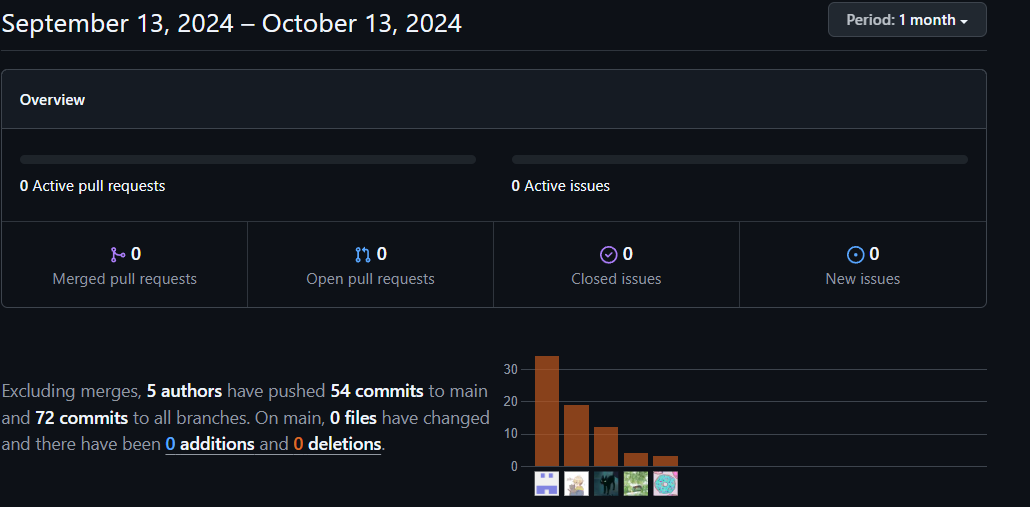 September 13, 2024 – October 13, 2024
Period: 1 month
Overview
0 Active pull requests
0 Active issues
0
Merged pull requests
0
Open pull requests
0
Closed issues
0
New issues
Excluding merges, 5 authors have pushed 54 commits to main
and 72 commits to all branches. On main, 0 files have changed
and there have been 0 additions and 0 deletions.
30
20
10
0